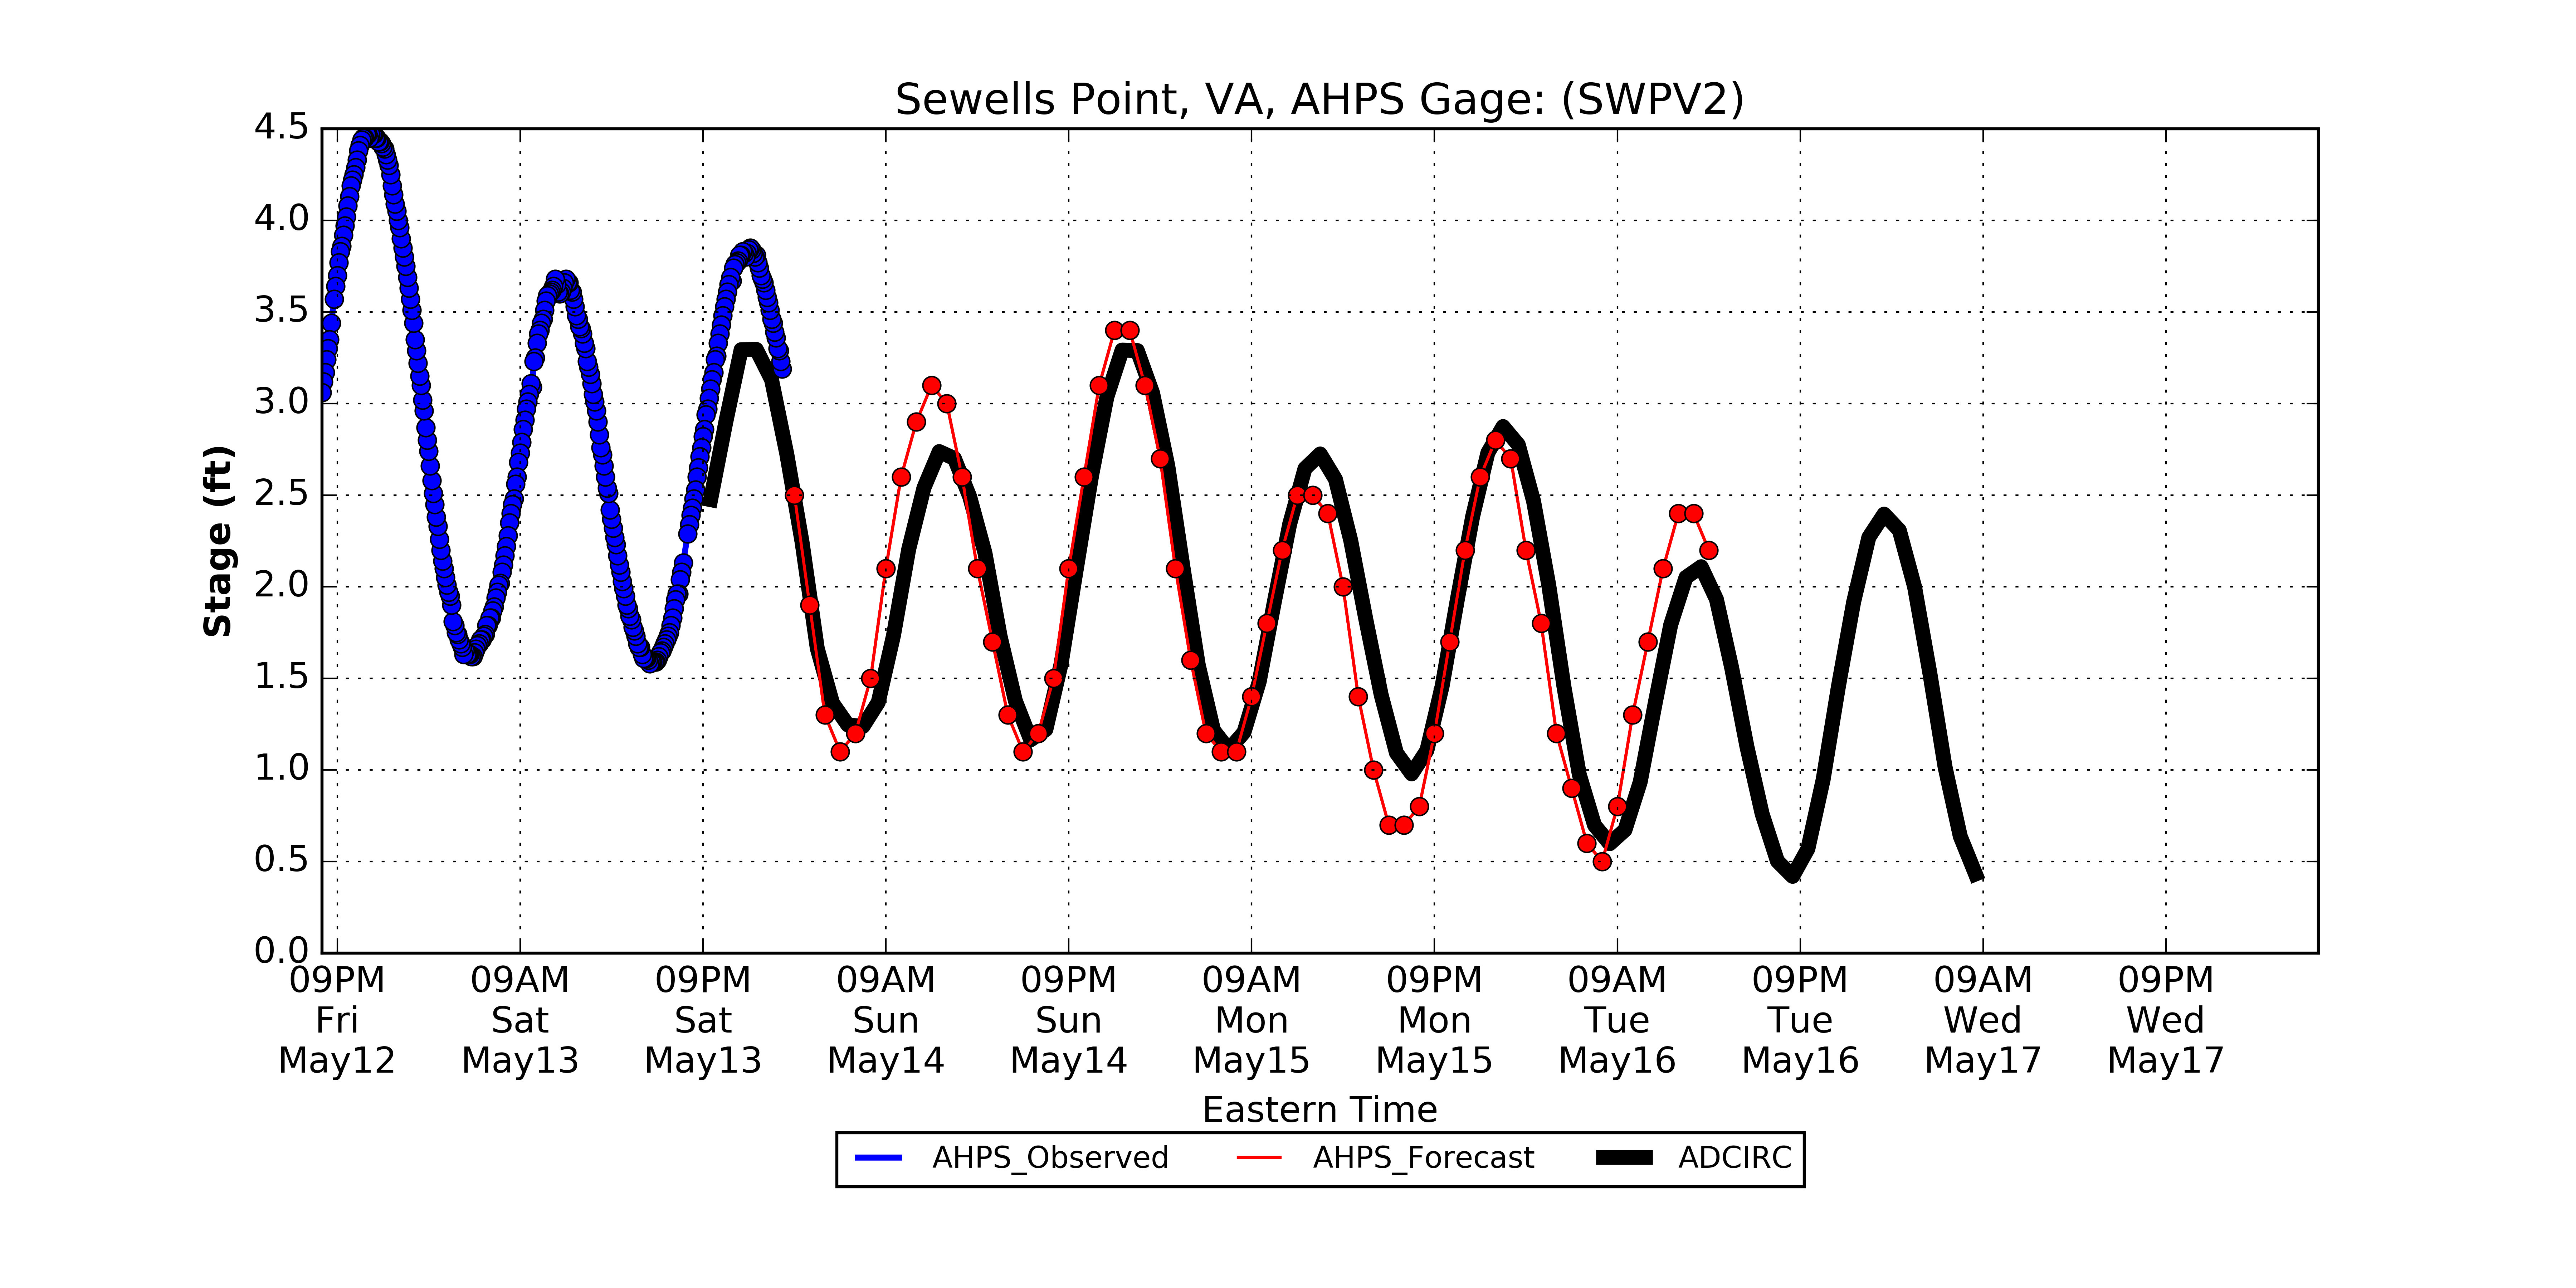 Sewells Point, VA, AHPS Gage: (SWPV2)
4.5
4.0
3.5
3.0
2.5
2.0
1.5
1.0
0.5
0.0
Stage (ft)
09PM 09AM 09PM 09AM 09PM 09AM 09PM 09AM 09PM 09AM 09PM
Fri Sat Sat Sun Sun Mon Mon Tue Tue Wed Wed
May12 May13 May13 May14 May14 May15 May15 May16 May16 May17 May17
Eastern Time
AHPS_Observed AHPS_Forecast ADCIRC